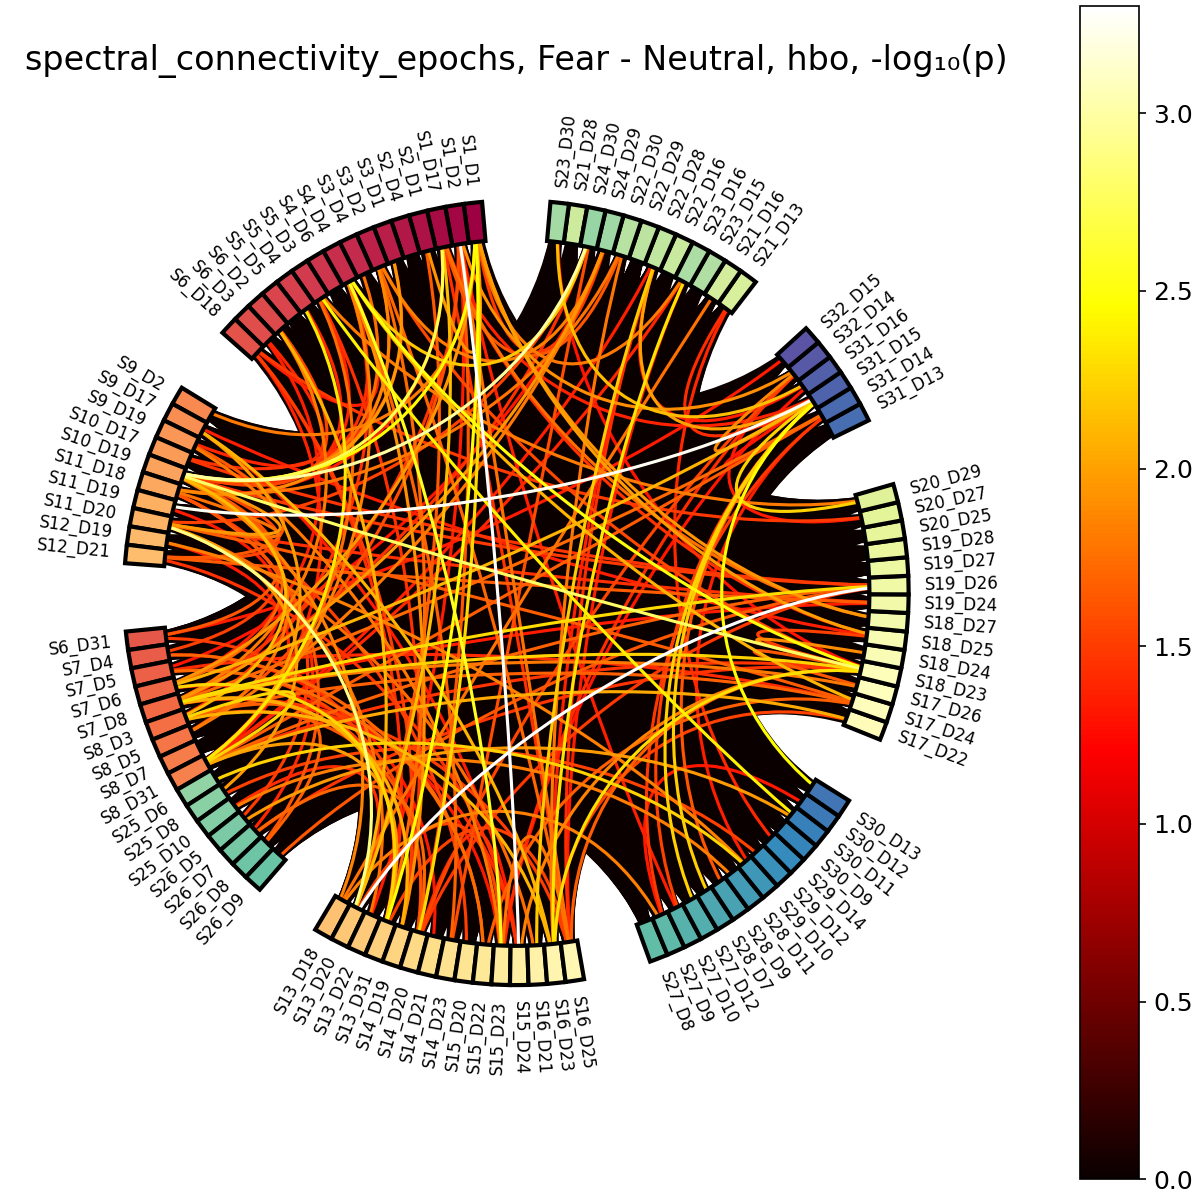 spectral_connectivity_epochs, Fear - Neutral, hbo, -log₁₀(p)
S1_D1
S1_D2
S1_D17
S2_D1
S2_D4
S3_D1
S3_D2
S3_D4
S4_D4
S4_D6
S5_D3
S5_D4
S5_D5
S6_D2
S6_D3
S6_D18
S9_D2
S9_D17
S9_D19
S10_D17
S10_D19
S11_D18
S11_D19
S11_D20
S12_D19
S12_D21
S6_D31
S7_D4
S7_D5
S7_D6
S7_D8
S8_D3
S8_D5
S8_D7
S8_D31
S25_D6
S25_D8
S25_D10
S26_D5
S26_D7
S26_D8
S26_D9
S13_D18
S13_D20
S13_D22
S13_D31
S14_D19
S14_D20
S14_D21
S14_D23
S15_D20
S15_D22
S15_D23
S15_D24
S16_D21
S16_D23
S16_D25
S27_D8
S27_D9
S27_D10
S27_D12
S28_D7
S28_D9
S28_D11
S29_D10
S29_D12
S29_D14
S30_D9
S30_D11
S30_D12
S30_D13
S17_D22
S17_D24
S17_D26
S18_D23
S18_D24
S18_D25
S18_D27
S19_D24
S19_D26
S19_D27
S19_D28
S20_D25
S20_D27
S20_D29
S31_D13
S31_D14
S31_D15
S31_D16
S32_D14
S32_D15
S21_D13
S21_D16
S23_D15
S23_D16
S22_D16
S22_D28
S22_D29
S22_D30
S24_D29
S24_D30
S21_D28
S23_D30
3.0
2.5
2.0
1.5
1.0
0.5
0.0